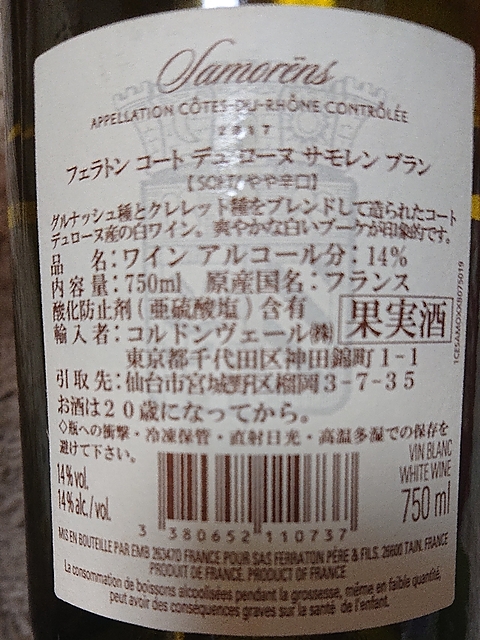 Samorëns
APPELLATION CÔTES-DU-RHÔNE CONTRÔLÉE
2017
フェラトン コート デュ ローヌ サモレン ブラン
【SOFT/やや辛口】
グルナッシュ種とクレレット種をブレンドして造られたコート
デュローヌ産の白ワイン。爽やかな白いブーケが印象的です。
品 名：ワイン アルコール分：14%
内容量：750ml 原産国名：フランス
酸化防止剤(亜硫酸塩)含有
果実酒
輸入者：コルドンヴェール㈱
東京都千代田区神田錦町1-1
引取先：仙台市宮城野区榴岡3-7-35
お酒は20歳になってから。
◇瓶への衝撃・冷凍保管・直射日光・高温多湿での保存を
避けて下さい。
14% vol.
14% alc./vol.
3 380652 110737
VIN BLANC
WHITE WINE
750 ml
1CESAMOXXB075019
MIS EN BOUTEILLE PAR EMB 26347D FRANCE POUR SAS FERRATON PÈRE & FILS, 26600 TAIN, FRANCE
PRODUIT DE FRANCE. PRODUCT OF FRANCE
La consommation de boissons alcoolisées pendant la grossesse, même en faible quantité,
peut avoir des conséquences graves sur la santé de l'enfant.